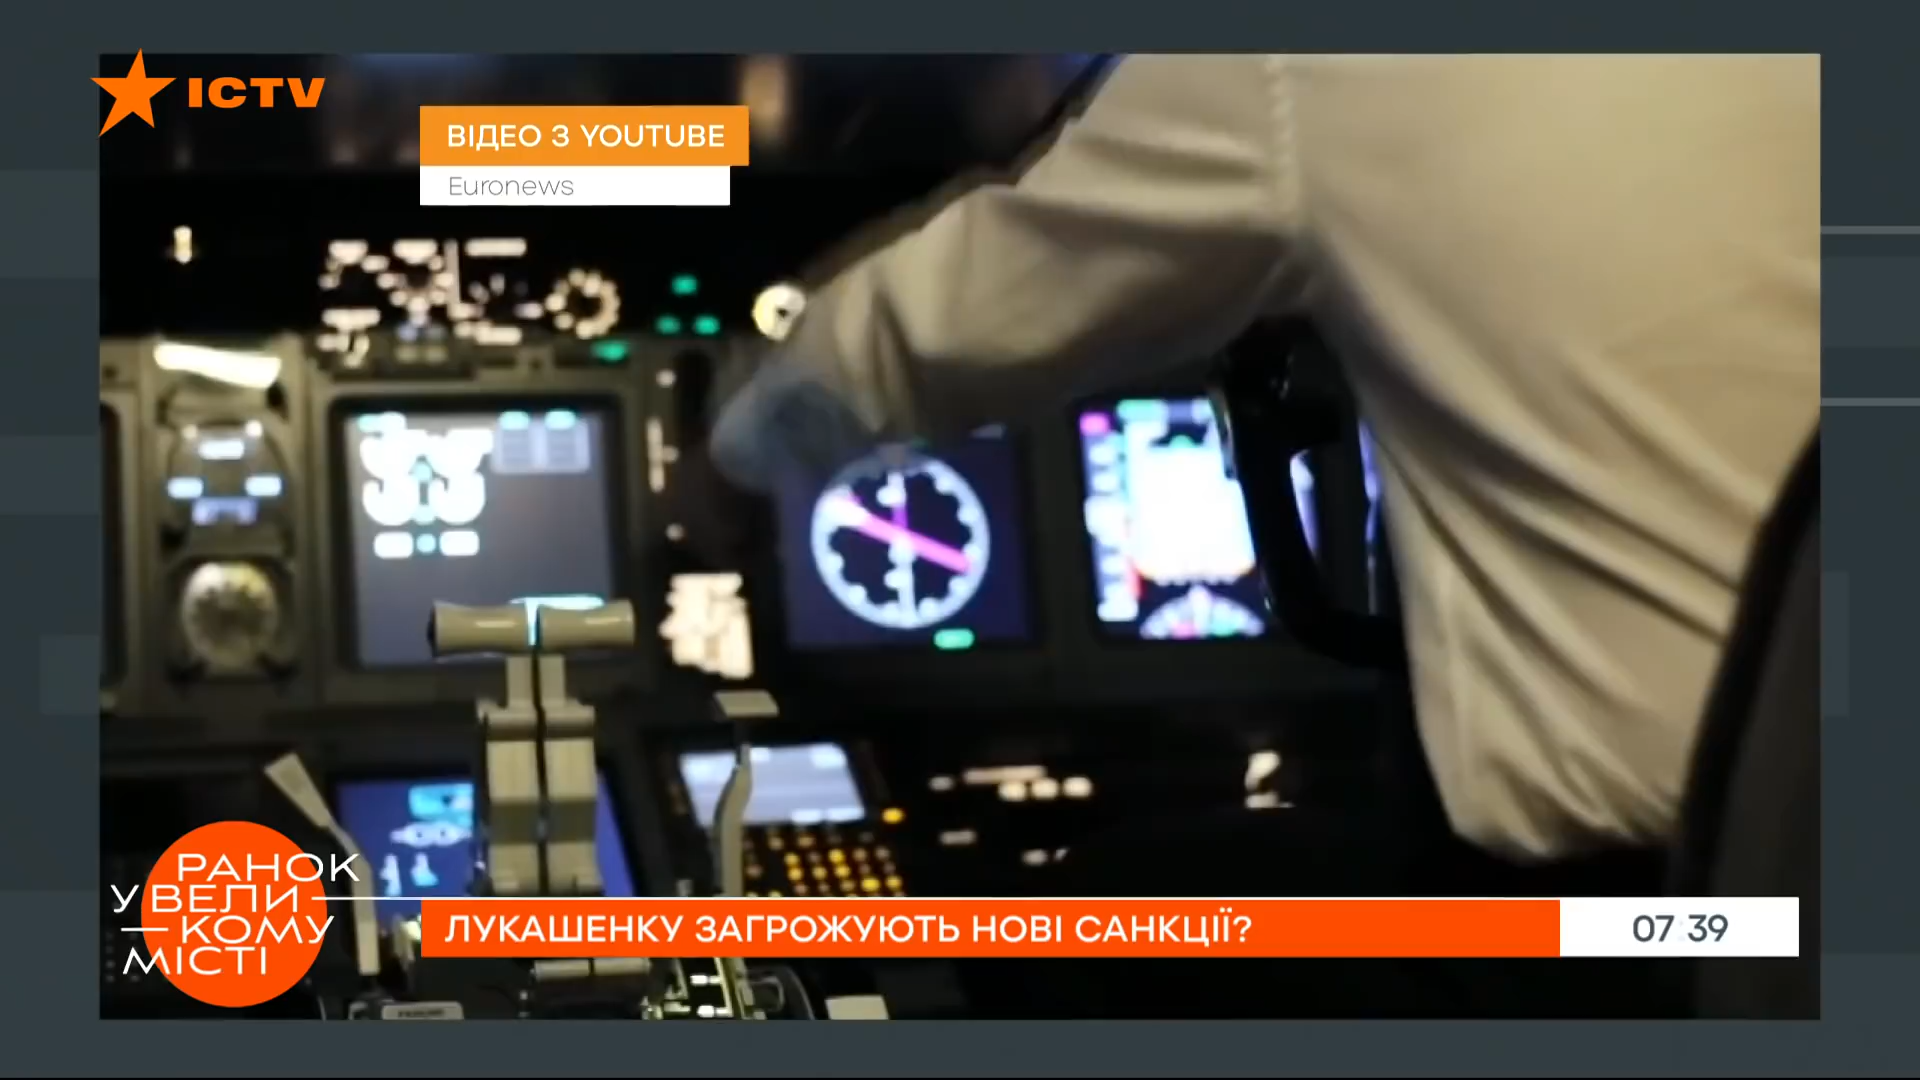 ICTV
ВІДЕО З YOUTUBE
Euronews
РАНОК
У ВЕЛИ
КОМУ
МІСТІ
ЛУКАШЕНКУ ЗАГРОЖУЮТЬ НОВІ САНКЦІЇ?
07 39